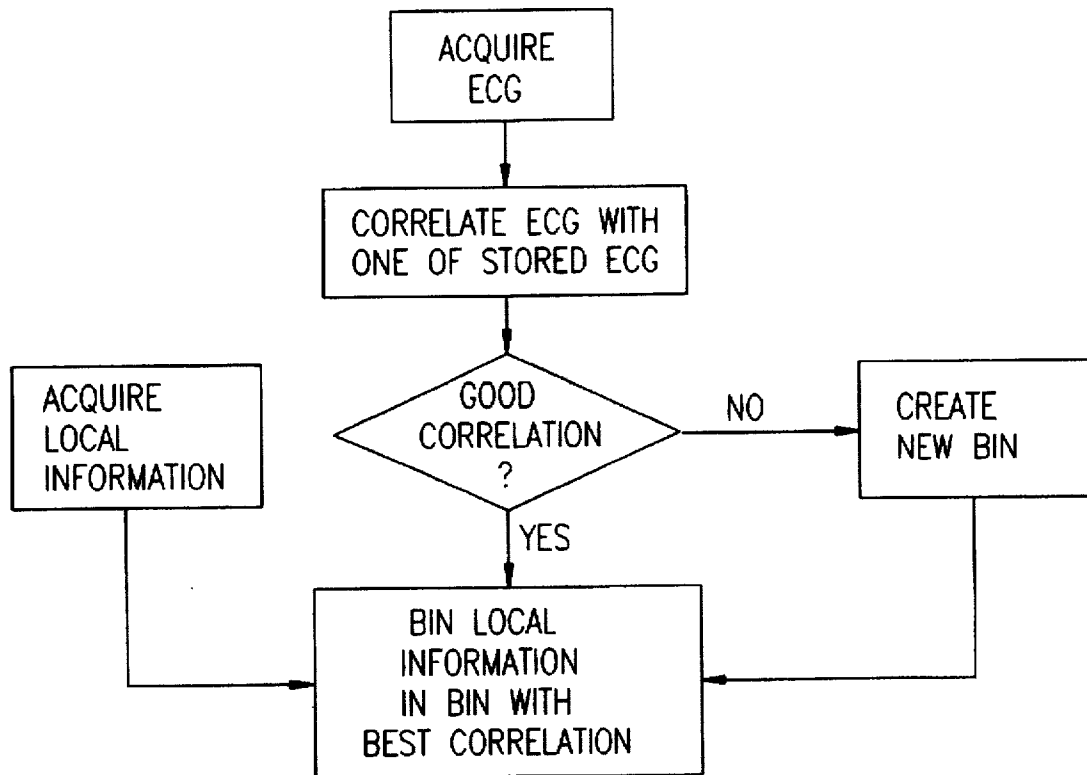 ACQUIRE
ECG
CORRELATE ECG WITH
ONE OF STORED ECG
GOOD
CORRELATION
?
NO
CREATE
NEW BIN
ACQUIRE
LOCAL
INFORMATION
YES
BIN LOCAL
INFORMATION
IN BIN WITH
BEST CORRELATION